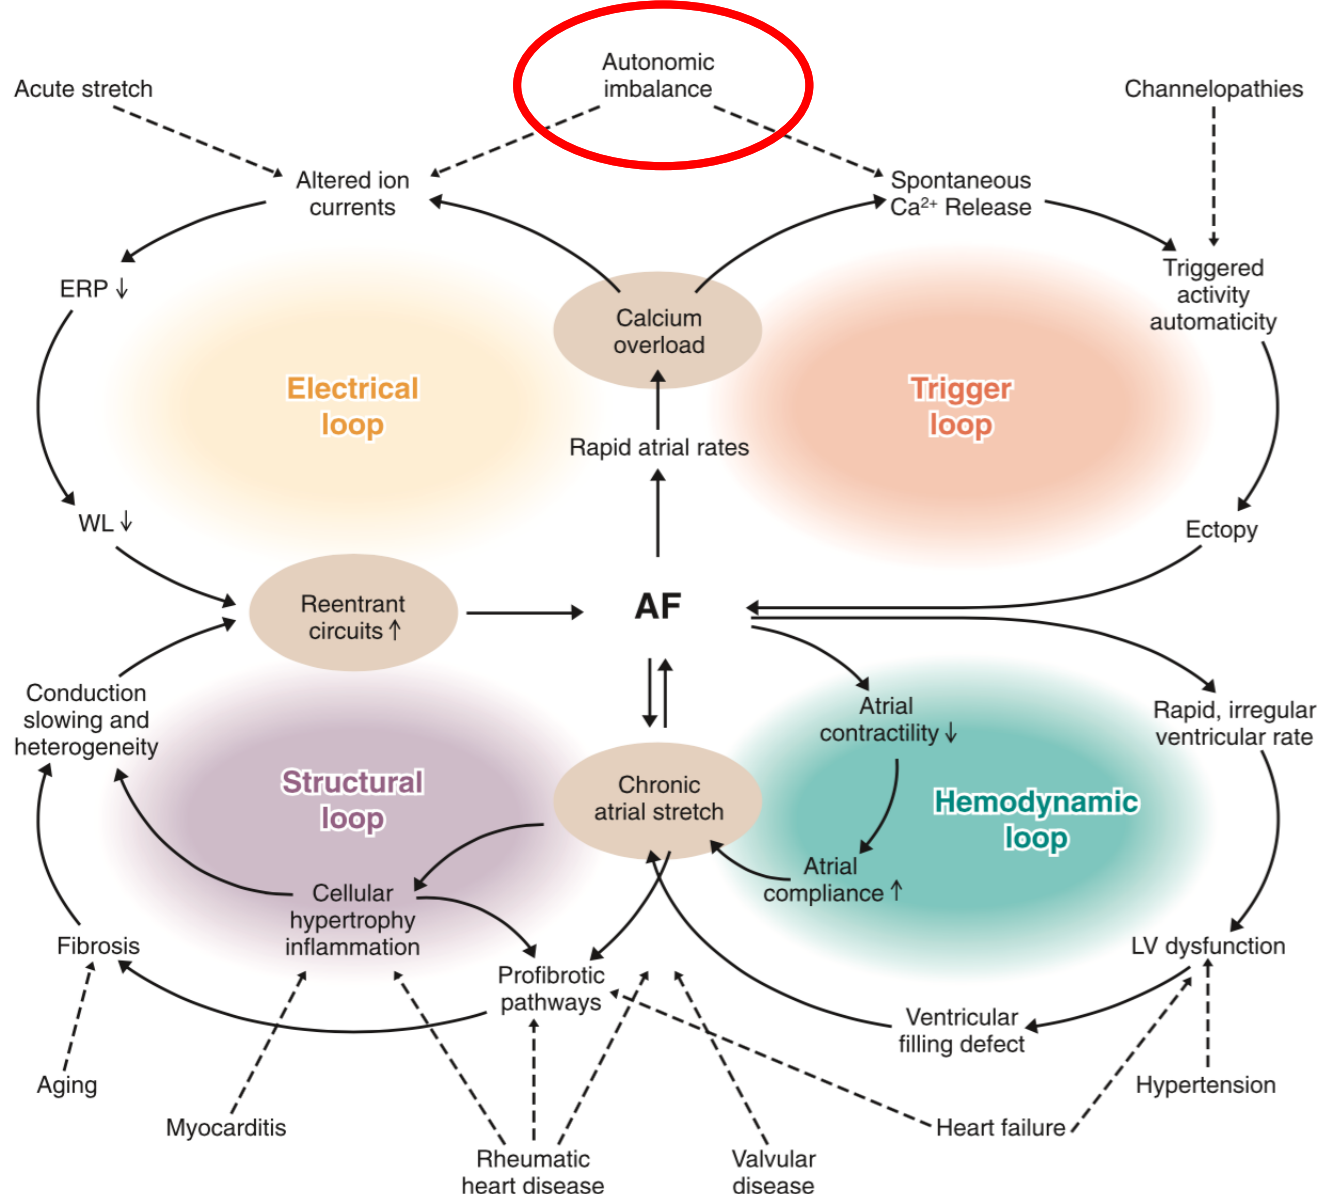 Autonomic
imbalance
Acute stretch
Channelopathies
Altered ion
currents
Spontaneous
Ca²⁺ Release
ERP ↓
Triggered
activity
automaticity
Calcium
overload
Electrical
loop
Trigger
loop
Rapid atrial rates
WL ↓
Ectopy
Reentrant
circuits ↑
AF
Conduction
slowing and
heterogeneity
Atrial
contractility ↓
Rapid, irregular
ventricular rate
Structural
loop
Chronic
atrial stretch
Hemodynamic
loop
Atrial
compliance ↑
Cellular
hypertrophy
inflammation
Fibrosis
LV dysfunction
Profibrotic
pathways
Ventricular
filling defect
Aging
Hypertension
Myocarditis
Heart failure
Rheumatic
heart disease
Valvular
disease